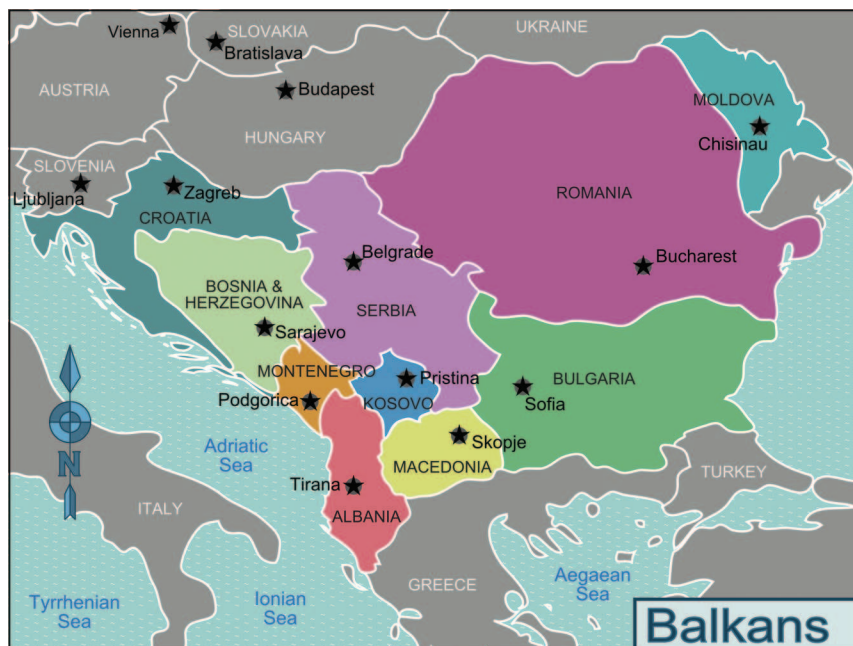 Vienna
SLOVAKIA
Bratislava
UKRAINE
AUSTRIA
Budapest
HUNGARY
MOLDOVA
Chisinau
SLOVENIA
Ljubljana
Zagreb
CROATIA
ROMANIA
Belgrade
Bucharest
BOSNIA &
HERZEGOVINA
SERBIA
Sarajevo
MONTENEGRO
Pristina
BULGARIA
Podgorica
KOSOVO
Sofia
Adriatic
Sea
Skopje
MACEDONIA
TURKEY
N
Tirana
ITALY
ALBANIA
GREECE
Aegaean
Sea
Tyrrhenian
Sea
Ionian
Sea
Balkans